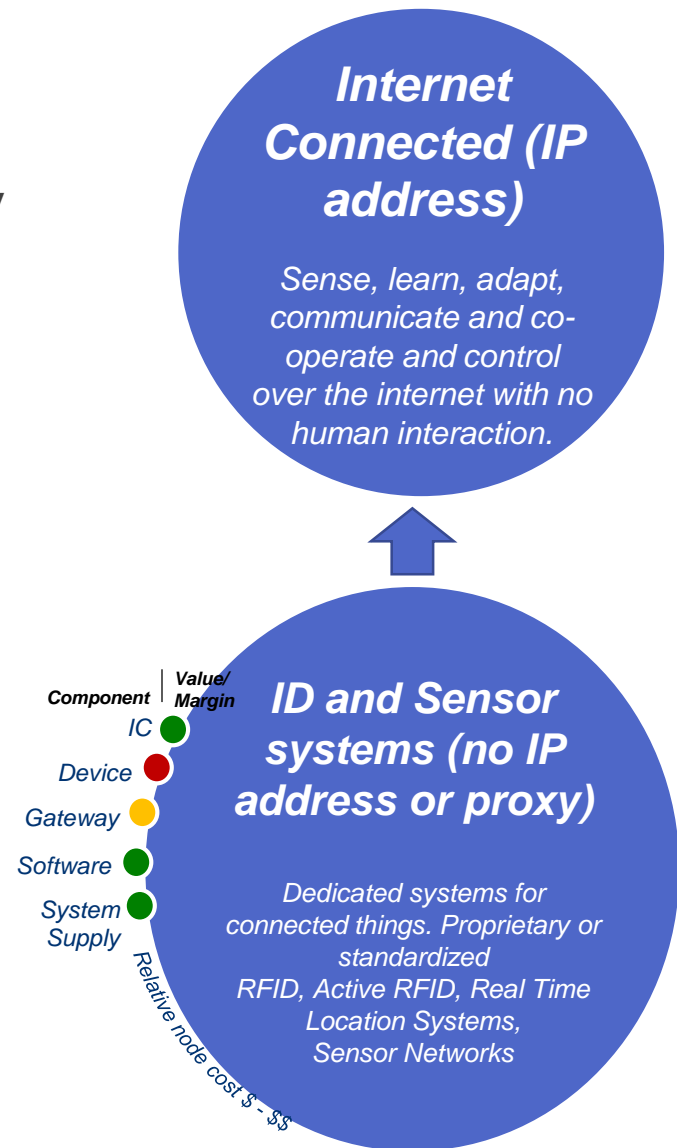 Internet
Connected (IP
address)
Sense, learn, adapt,
communicate and co-
operate and control
over the internet with no
human interaction.
Component | Value/
Margin
IC
Device
Gateway
Software
System
Supply
Relative node cost $ - $$
ID and Sensor
systems (no IP
address or proxy)
Dedicated systems for
connected things. Proprietary or
standardized
RFID, Active RFID, Real Time
Location Systems,
Sensor Networks